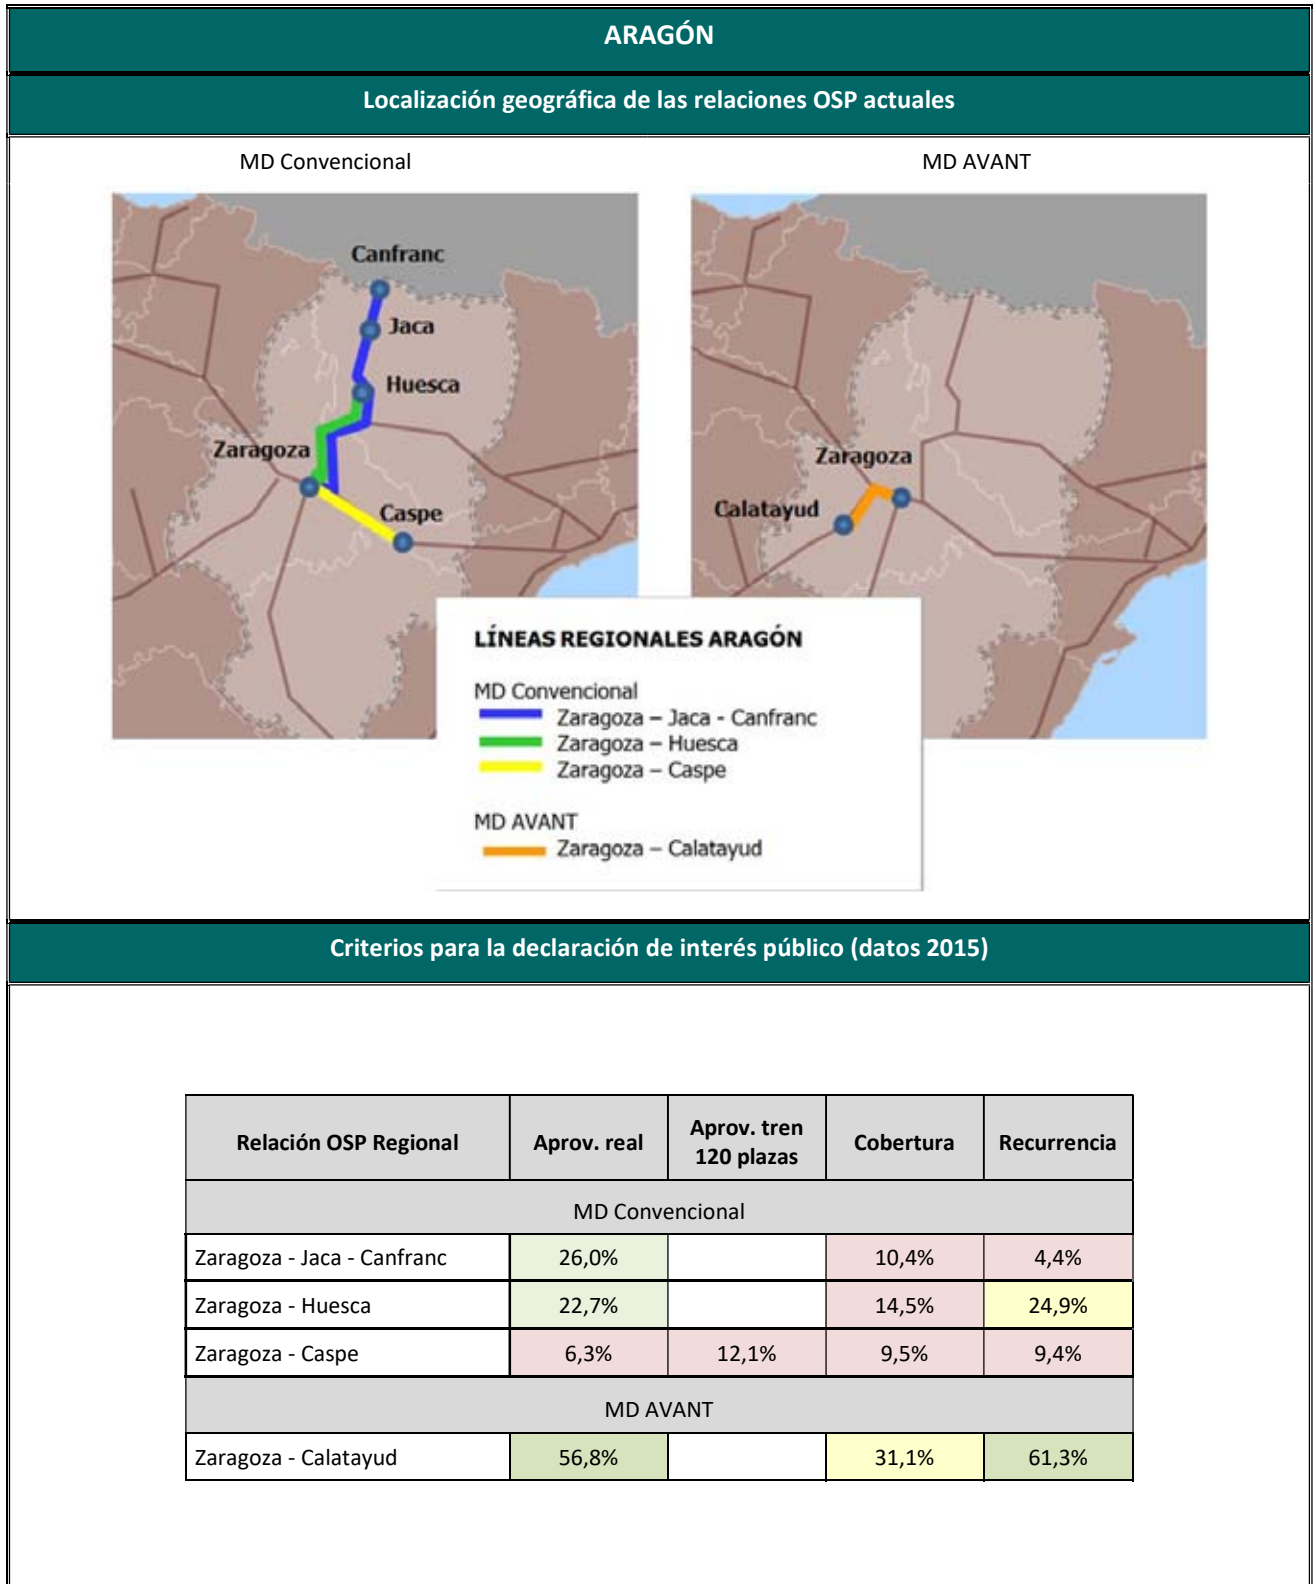 ARAGÓN
Localización geográfica de las relaciones OSP actuales
MD Convencional
MD AVANT
Canfranc
Jaca
Huesca
Zaragoza
Caspe
Zaragoza
Calatayud
LÍNEAS REGIONALES ARAGÓN
MD Convencional
Zaragoza – Jaca - Canfranc
Zaragoza – Huesca
Zaragoza – Caspe
MD AVANT
Zaragoza – Calatayud
Criterios para la declaración de interés público (datos 2015)
Relación OSP Regional Aprov. real Aprov. tren 120 plazas Cobertura Recurrencia
MD Convencional
Zaragoza - Jaca - Canfranc 26,0% 10,4% 4,4%
Zaragoza - Huesca 22,7% 14,5% 24,9%
Zaragoza - Caspe 6,3% 12,1% 9,5% 9,4%
MD AVANT
Zaragoza - Calatayud 56,8% 31,1% 61,3%